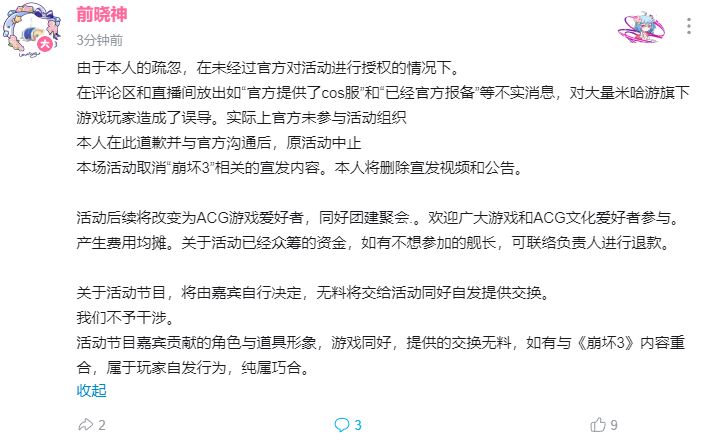 前晓神
3分钟前
由于本人的疏忽，在未经过官方对活动进行授权的情况下。
在评论区和直播间放出如“官方提供了cos服”和“已经官方报备”等不实消息，对大量米哈游旗下
游戏玩家造成了误导。实际上官方未参与活动组织
本人在此道歉并与官方沟通后，原活动中止
本场活动取消“崩坏3”相关的宣发内容。本人将删除宣发视频和公告。
活动后续将改变为ACG游戏爱好者，同好团建聚会.。欢迎广大游戏和ACG文化爱好者参与。
产生费用均摊。关于活动已经众筹的资金，如有不想参加的舰长，可联络负责人进行退款。
关于活动节目，将由嘉宾自行决定，无料将交给活动同好自发提供交换。
我们不予干涉。
活动节目嘉宾贡献的角色与道具形象，游戏同好，提供的交换无料，如有与《崩坏3》内容重
合，属于玩家自发行为，纯属巧合。
收起
2 3 9